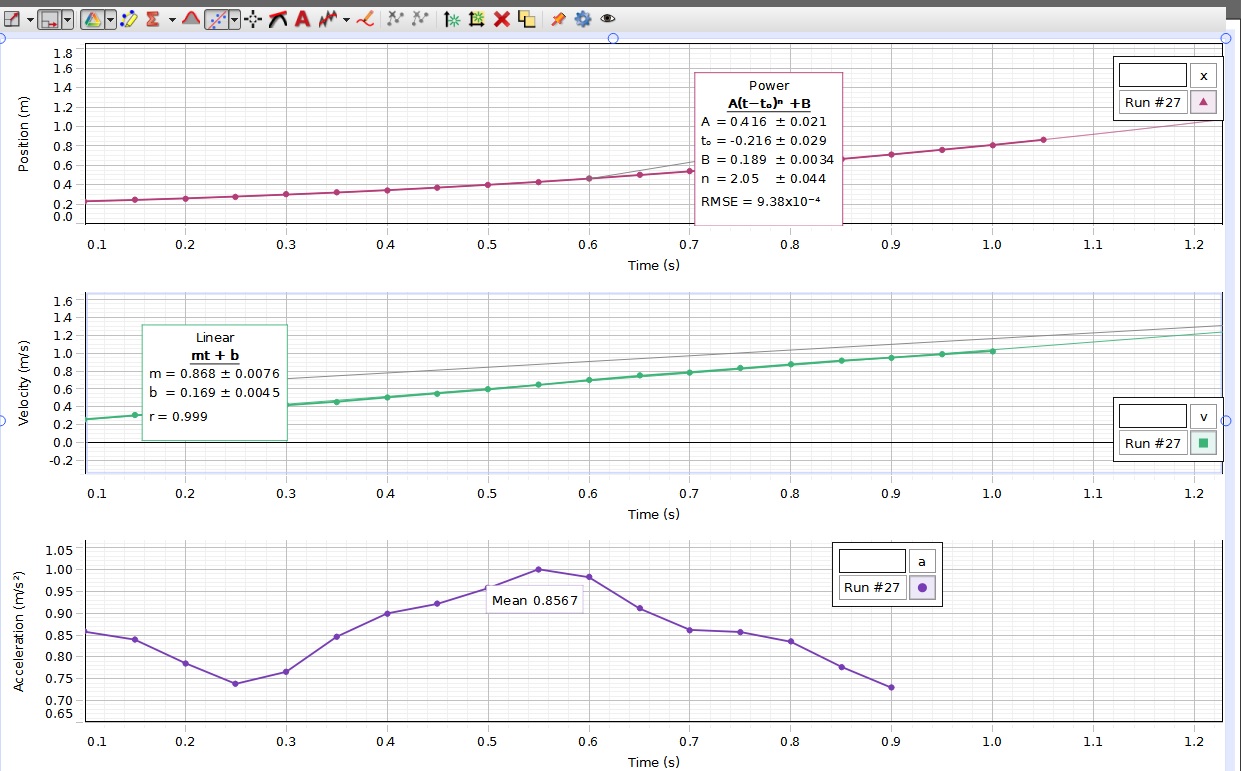 Σ
A
1.8
1.6
1.4
1.2
1.0
0.8
0.6
0.4
0.2
0.0
Position (m)
Power
A(t−t₀)ⁿ +B
A = 0.416 ± 0.021
t₀ = -0.216 ± 0.029
B = 0.189 ± 0.0034
n = 2.05 ± 0.044
RMSE = 9.38x10⁻⁴
x
Run #27
0.1 0.2 0.3 0.4 0.5 0.6 0.7 0.8 0.9 1.0 1.1 1.2
Time (s)
1.6
1.4
1.2
1.0
0.8
0.6
0.4
0.2
0.0
-0.2
Velocity (m/s)
Linear
mt + b
m = 0.868 ± 0.0076
b = 0.169 ± 0.0045
r = 0.999
v
Run #27
0.1 0.2 0.3 0.4 0.5 0.6 0.7 0.8 0.9 1.0 1.1 1.2
Time (s)
1.05
1.00
0.95
0.90
0.85
0.80
0.75
0.70
0.65
Acceleration (m/s²)
Mean 0.8567
a
Run #27
0.1 0.2 0.3 0.4 0.5 0.6 0.7 0.8 0.9 1.0 1.1 1.2
Time (s)